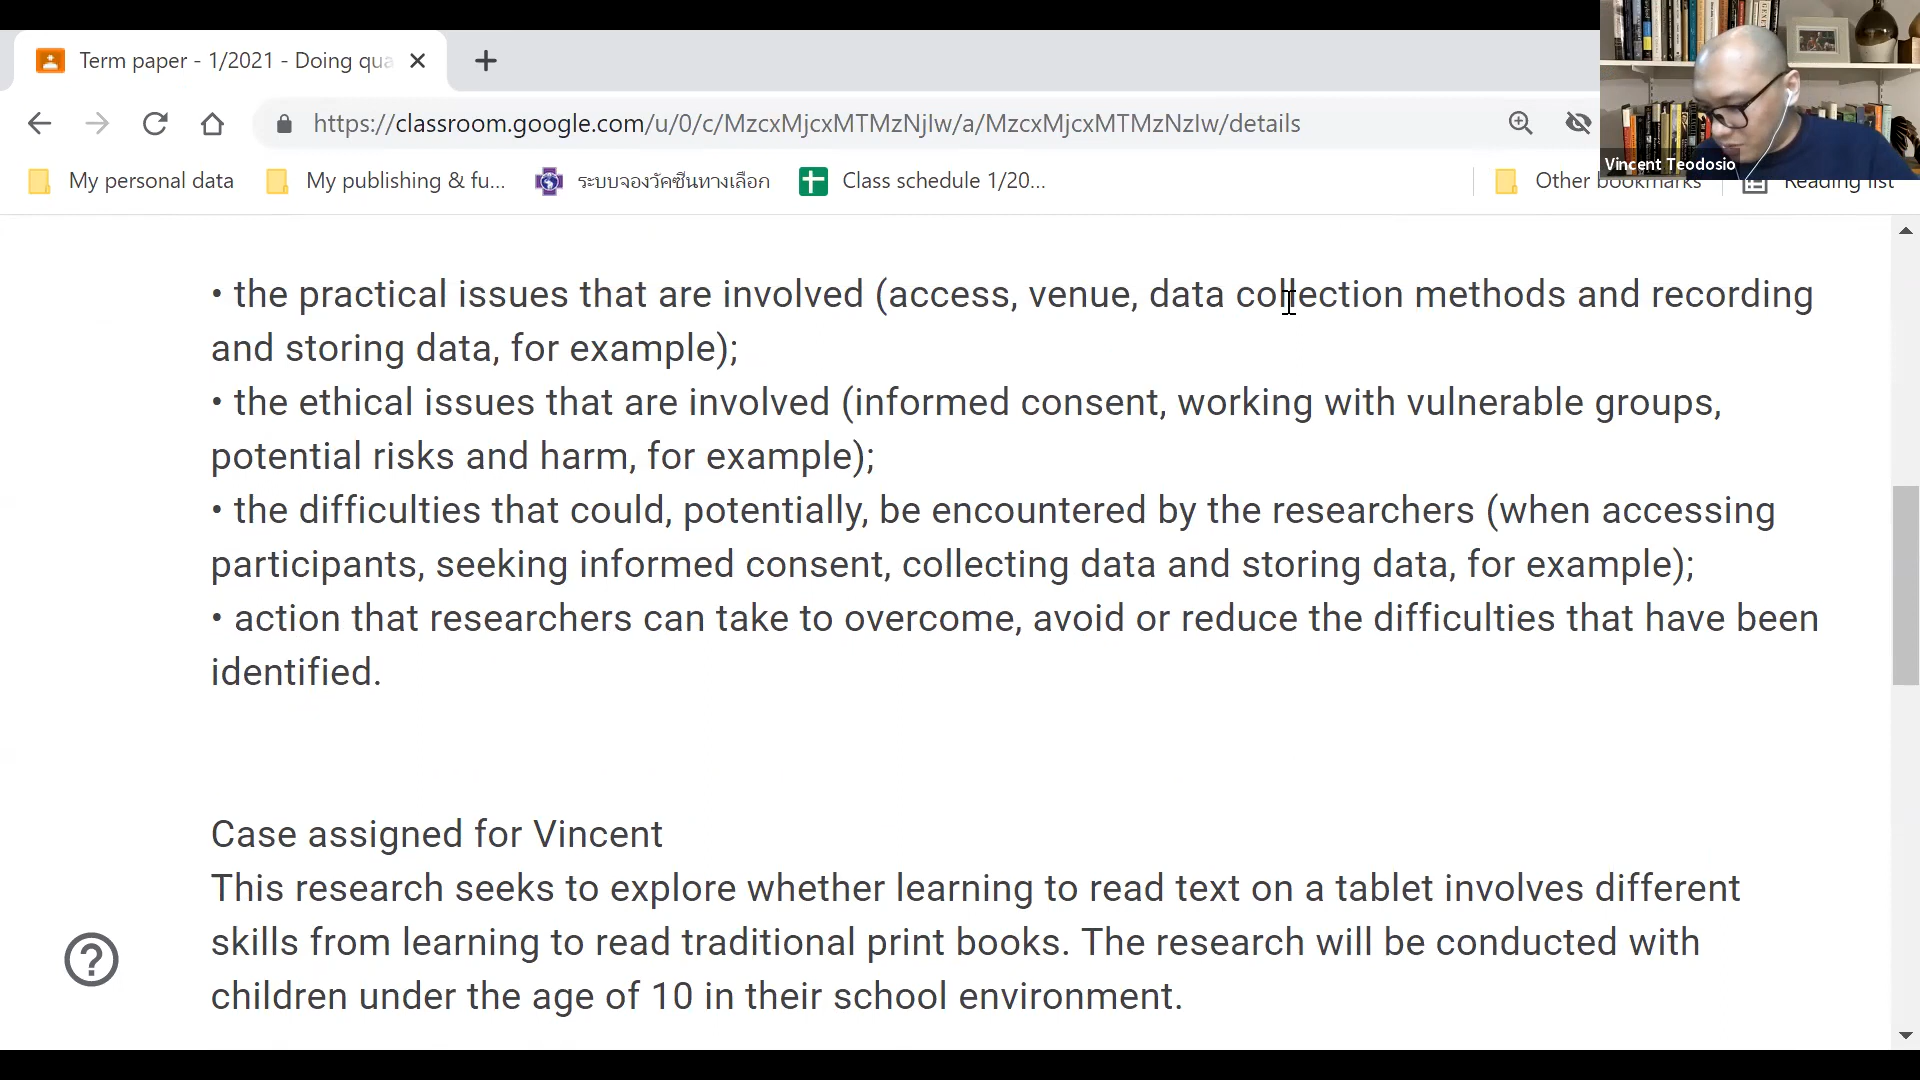 Term paper - 1/2021 - Doing qua
https://classroom.google.com/u/0/c/MzcxMjcxMTMzNjIw/a/MzcxMjcxMTMzNzIw/details
Vincent Teodosio
My personal data
My publishing & fu...
ระบบจองวัคซีนทางเลือก
Class schedule 1/20...
Other bookmarks
Reading list
• the practical issues that are involved (access, venue, data collection methods and recording
and storing data, for example);
• the ethical issues that are involved (informed consent, working with vulnerable groups,
potential risks and harm, for example);
• the difficulties that could, potentially, be encountered by the researchers (when accessing
participants, seeking informed consent, collecting data and storing data, for example);
• action that researchers can take to overcome, avoid or reduce the difficulties that have been
identified.
Case assigned for Vincent
This research seeks to explore whether learning to read text on a tablet involves different
skills from learning to read traditional print books. The research will be conducted with
children under the age of 10 in their school environment.